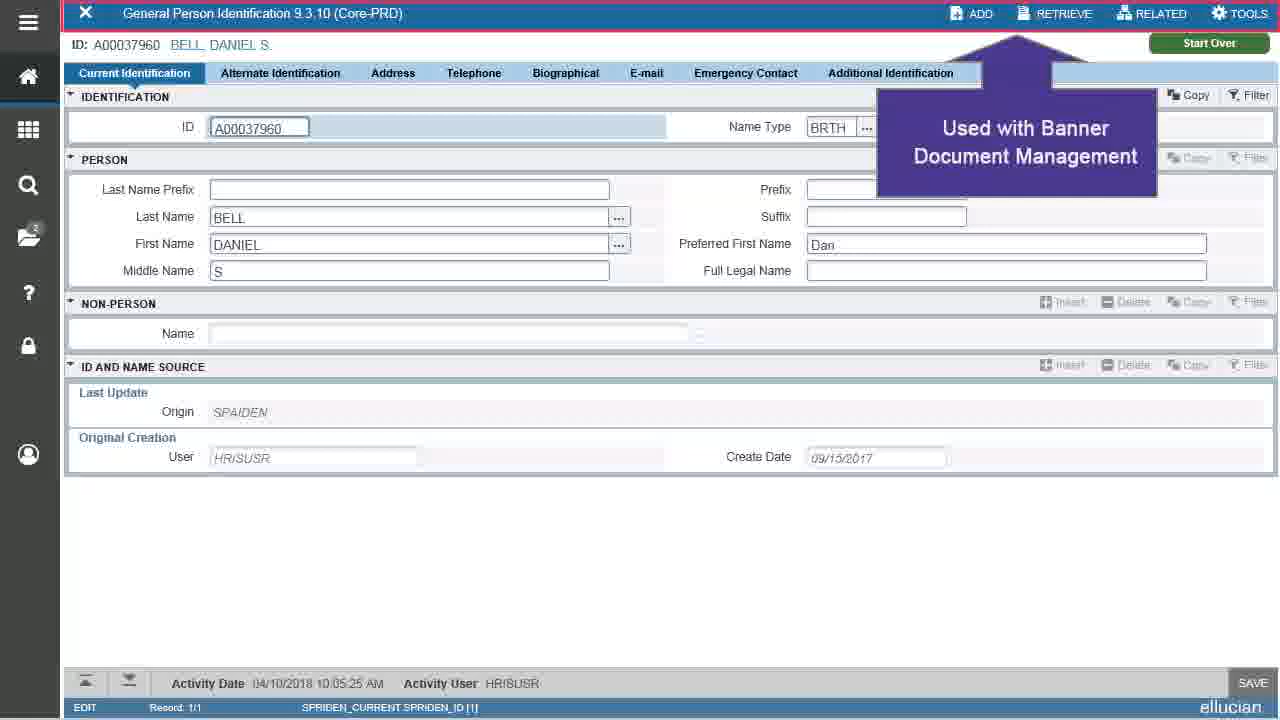 General Person Identification 9.3.10 (Core-PRD)
ADD RETRIEVE RELATED TOOLS
ID: A00037960 BELL, DANIEL S.
Start Over
Current Identification Alternate Identification Address Telephone Biographical E-mail Emergency Contact Additional Identification
IDENTIFICATION Copy Filter
ID A00037960 Name Type BRTH ...
Used with Banner
Document Management
PERSON Copy Filter
Last Name Prefix Prefix
Last Name BELL ... Suffix
First Name DANIEL ... Preferred First Name Dan
Middle Name S Full Legal Name
NON-PERSON Insert Delete Copy Filter
Name
ID AND NAME SOURCE Insert Delete Copy Filter
Last Update
Origin SPAIDEN
Original Creation
User HRISUSR Create Date 09/15/2017
2
?
Activity Date 04/10/2018 10:05:25 AM Activity User HRISUSR SAVE
EDIT Record: 1/1 SPRIDEN_CURRENT.SPRIDEN_ID [1] ellucian